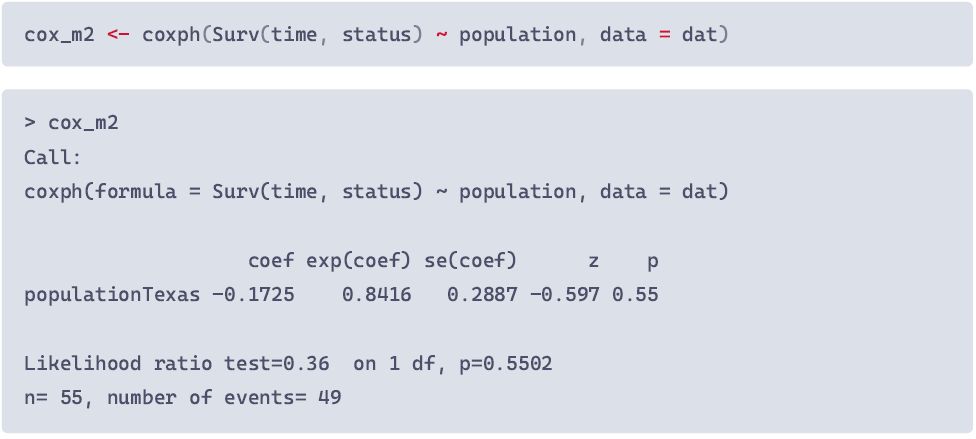 cox_m2 <- coxph(Surv(time, status) ~ population, data = dat)
> cox_m2
Call:
coxph(formula = Surv(time, status) ~ population, data = dat)
coef exp(coef) se(coef) z p
populationTexas -0.1725 0.8416 0.2887 -0.597 0.55
Likelihood ratio test=0.36  on 1 df, p=0.5502
n= 55, number of events= 49